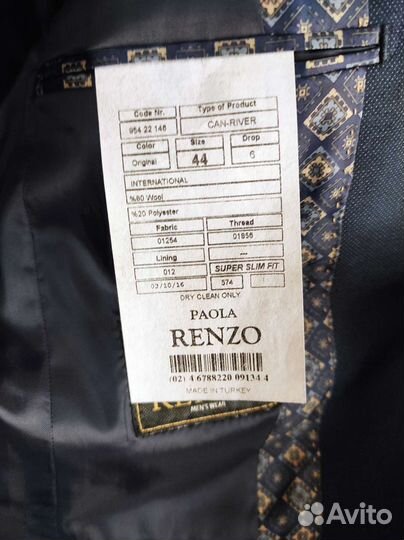 Code Nr. Type of Product
954 22 146 CAN-RIVER
Color Size Drop
Original 44 6
INTERNATIONAL
%80 Wool
%20 Polyester
Fabric Thread
01254 01856
Lining ---
012 SUPER SLIM FIT
03/10/16 574
DRY CLEAN ONLY
PAOLA
RENZO
(02) 4 6788220 09134 4
MADE IN TURKEY
MEN'S WEAR
Avito